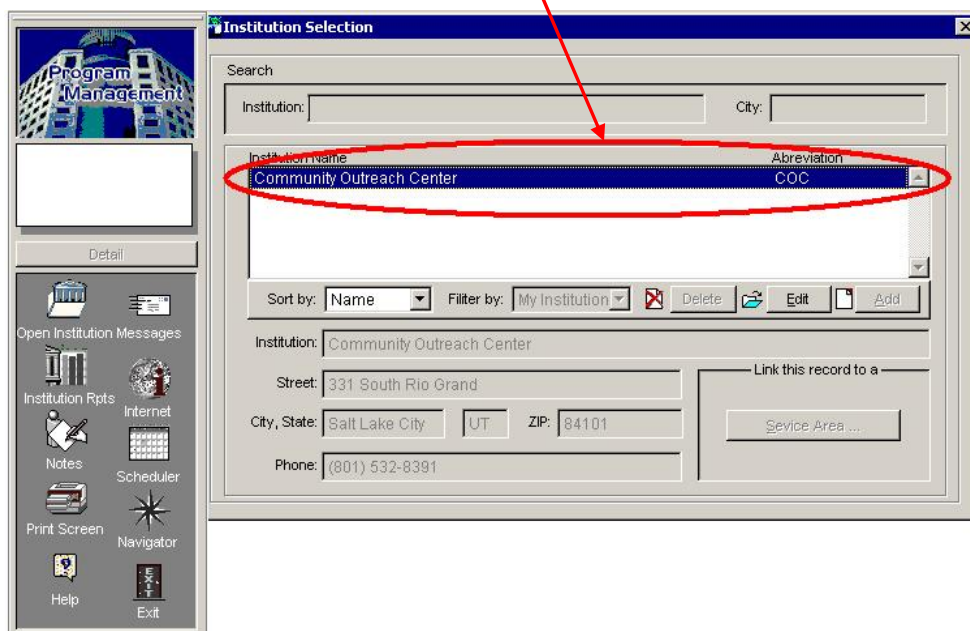 Program
Management
Detail
Open Institution Messages
Institution Rpts
Internet
Notes
Scheduler
Print Screen
Navigator
Help
EXIT
Exit
Institution Selection
Search
Institution: City:
Institution Name Abreviation
Community Outreach Center COC
Sort by: Name Filiter by: My Institution Delete Edit Add
Institution: Community Outreach Center
Street: 331 South Rio Grand
City, State: Salt Lake City UT ZIP: 84101
Phone: (801) 532-8391
Link this record to a
Sevice Area ...